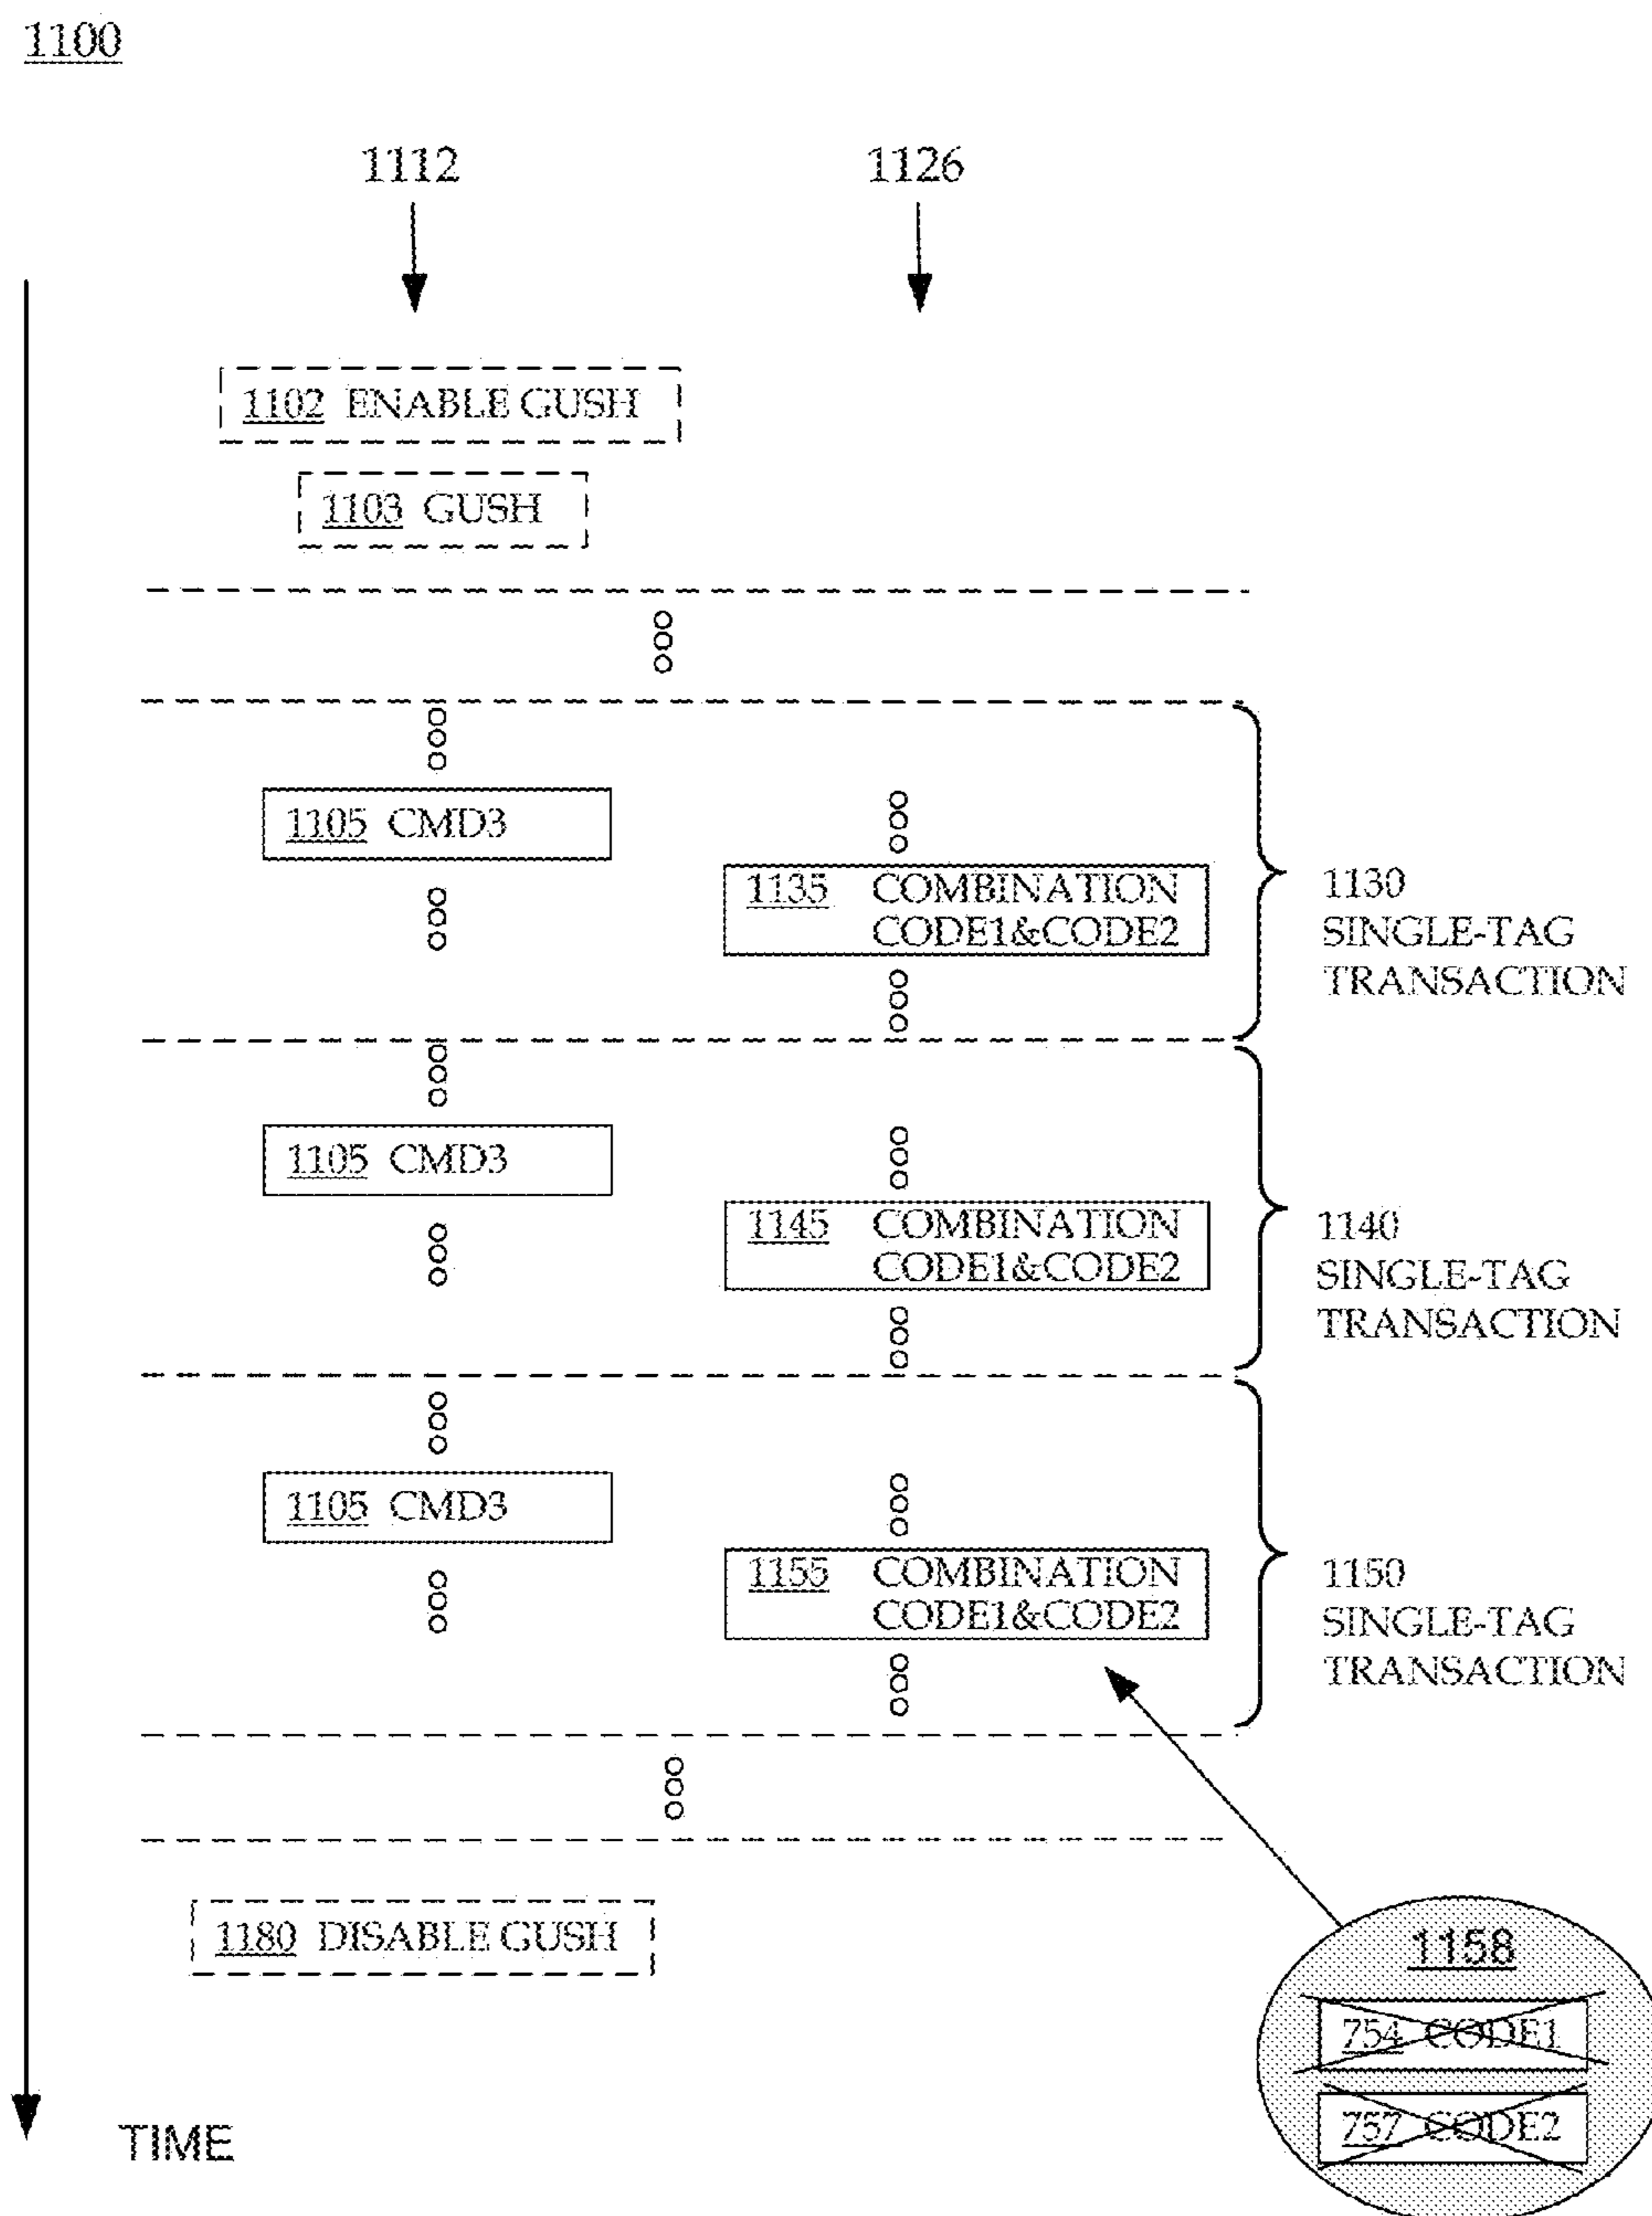 1100
1112
1126
1102 ENABLE GUSH
1103 GUSH
1105 CMD3
1135 COMBINATION
CODE1&CODE2
1130
SINGLE-TAG
TRANSACTION
1105 CMD3
1145 COMBINATION
CODE1&CODE2
1140
SINGLE-TAG
TRANSACTION
1105 CMD3
1155 COMBINATION
CODE1&CODE2
1150
SINGLE-TAG
TRANSACTION
1180 DISABLE GUSH
1158
754 CODE1
757 CODE2
TIME